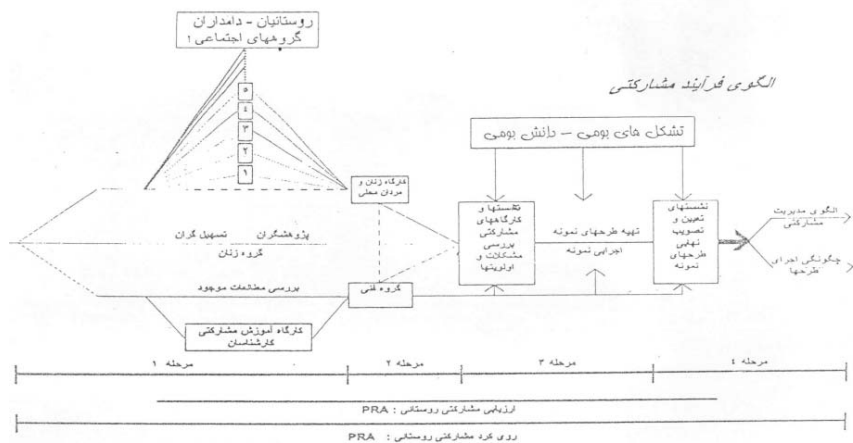 الگوی فرآیند مشارکتی
روستائیان - دامداران
گروههای اجتماعی ۱
۵
۴
۳
۲
۱
تشکل های بومی - دانش بومی
کارگاه زنان و
مردان محلی
پژوهشگران تسهیل گران
گروه زنان
نشستها و
کارگاههای
مشارکتی
بررسی
مشکلات و
اولویتها
تهیه طرحهای نمونه
اجرایی نمونه
نشستهای
تعیین و
تصویب
نهایی
طرحهای
نمونه
الگوی مدیریت
مشارکتی
چگونگی اجرای
طرحها
بررسی مطالعات موجود
گروه فنی
کارگاه آموزش مشارکتی
کارشناسان
مرحله ۱
مرحله ۲
مرحله ۳
مرحله ۴
ارزیابی مشارکتی روستائی : PRA
روی کرد مشارکتی روستائی : PRA